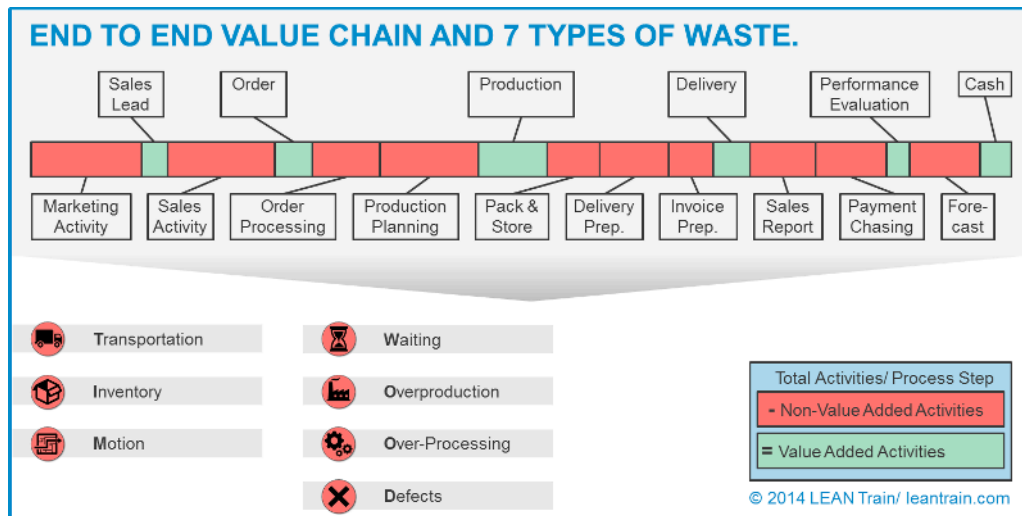 END TO END VALUE CHAIN AND 7 TYPES OF WASTE.
Sales
Lead
Order
Production
Delivery
Performance
Evaluation
Cash
Marketing
Activity
Sales
Activity
Order
Processing
Production
Planning
Pack &
Store
Delivery
Prep.
Invoice
Prep.
Sales
Report
Payment
Chasing
Fore-
cast
Transportation
Inventory
Motion
Waiting
Overproduction
Over-Processing
Defects
Total Activities/ Process Step
- Non-Value Added Activities
= Value Added Activities
© 2014 LEAN Train/ leantrain.com